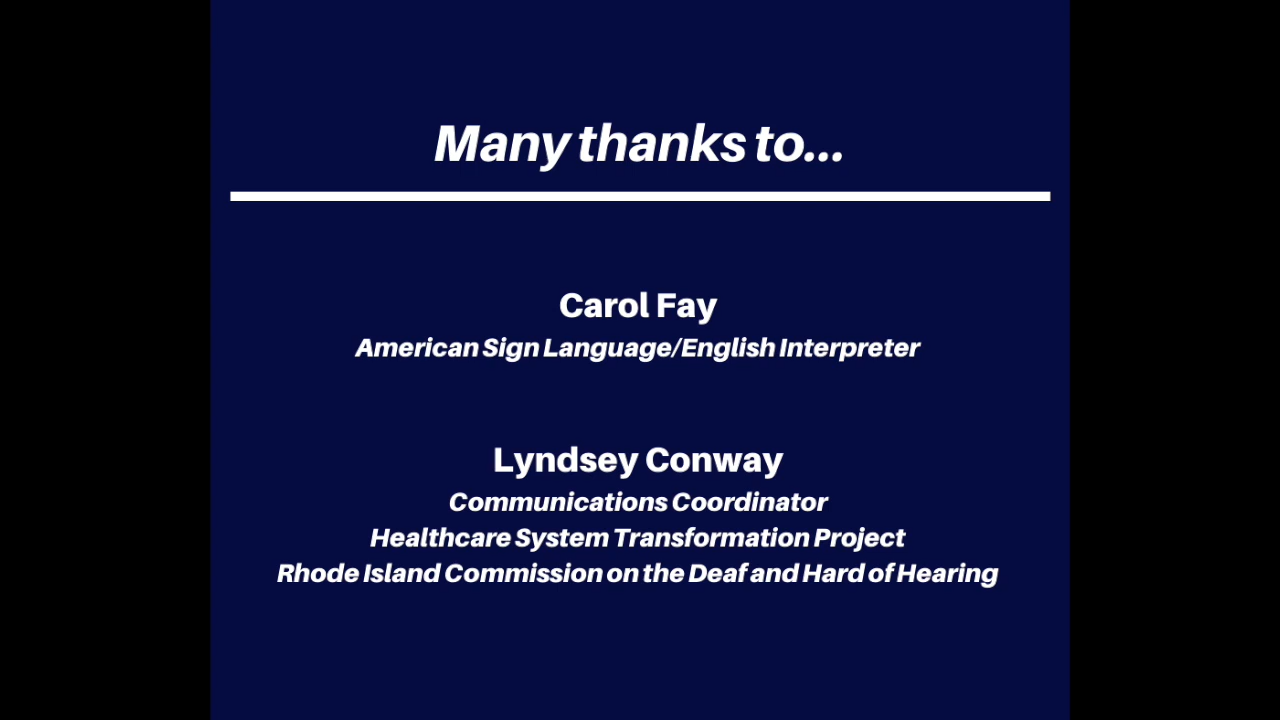 Many thanks to...
Carol Fay
American Sign Language/English Interpreter
Lyndsey Conway
Communications Coordinator
Healthcare System Transformation Project
Rhode Island Commission on the Deaf and Hard of Hearing